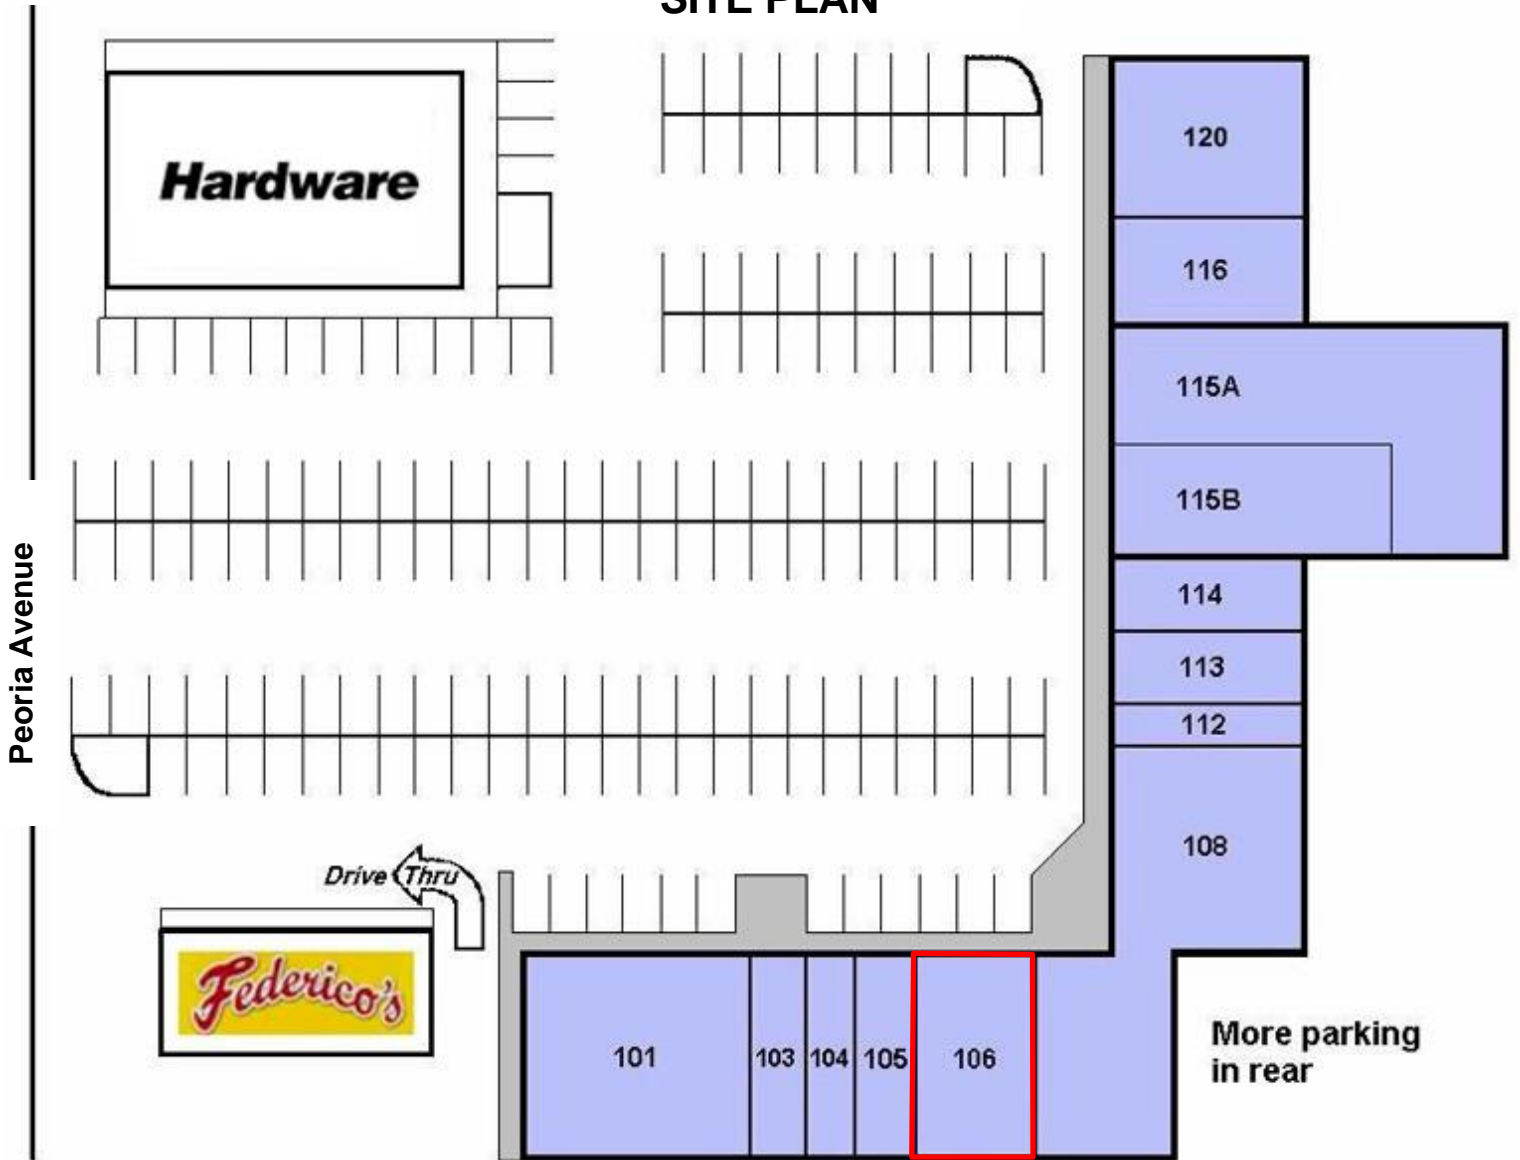 SITE PLAN
Hardware
120
116
115A
115B
114
113
112
108
Peoria Avenue
Drive Thru
Federico's
101 103 104 105 106
More parking
in rear